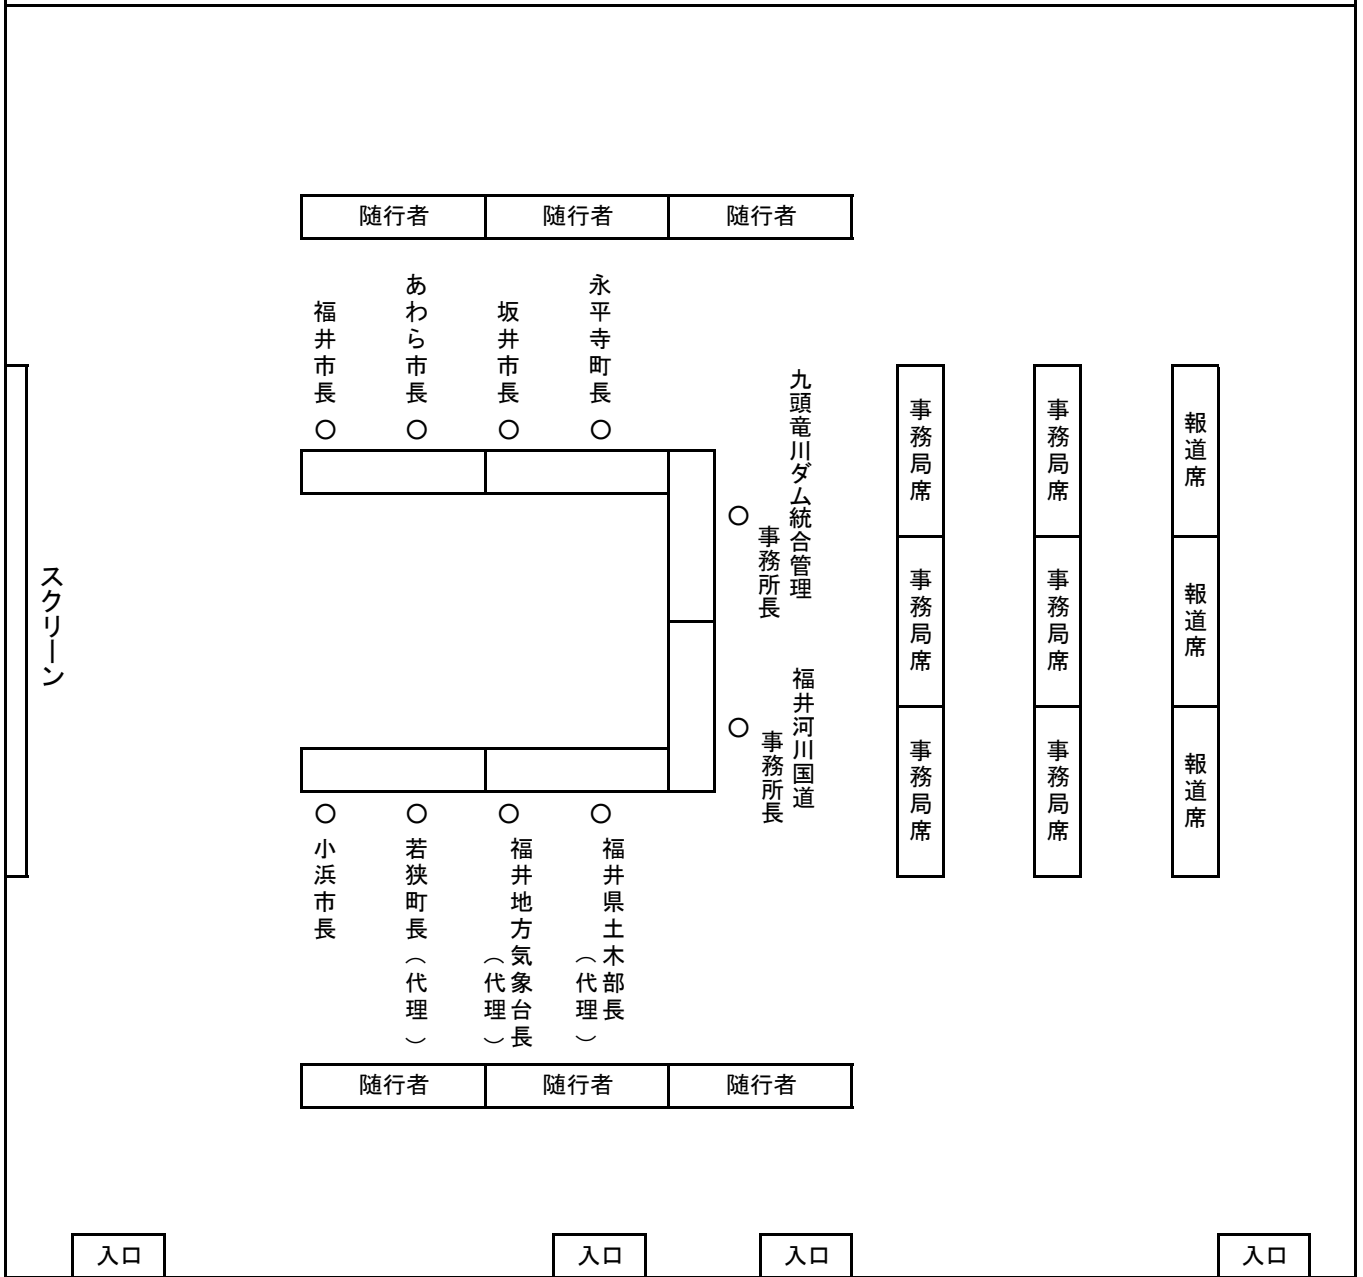 随行者
随行者
随行者
福井市長
あわら市長
坂井市長
永平寺町長
○
○
○
○
九頭竜川ダム統合管理
事務所長
○
福井河川国道
事務所長
○
スクリーン
事務局席
事務局席
事務局席
事務局席
事務局席
事務局席
報道席
報道席
報道席
○
○
○
○
小浜市長
若狭町長（代理）
福井地方気象台長
（代理）
福井県土木部長
（代理）
随行者
随行者
随行者
入口
入口
入口
入口